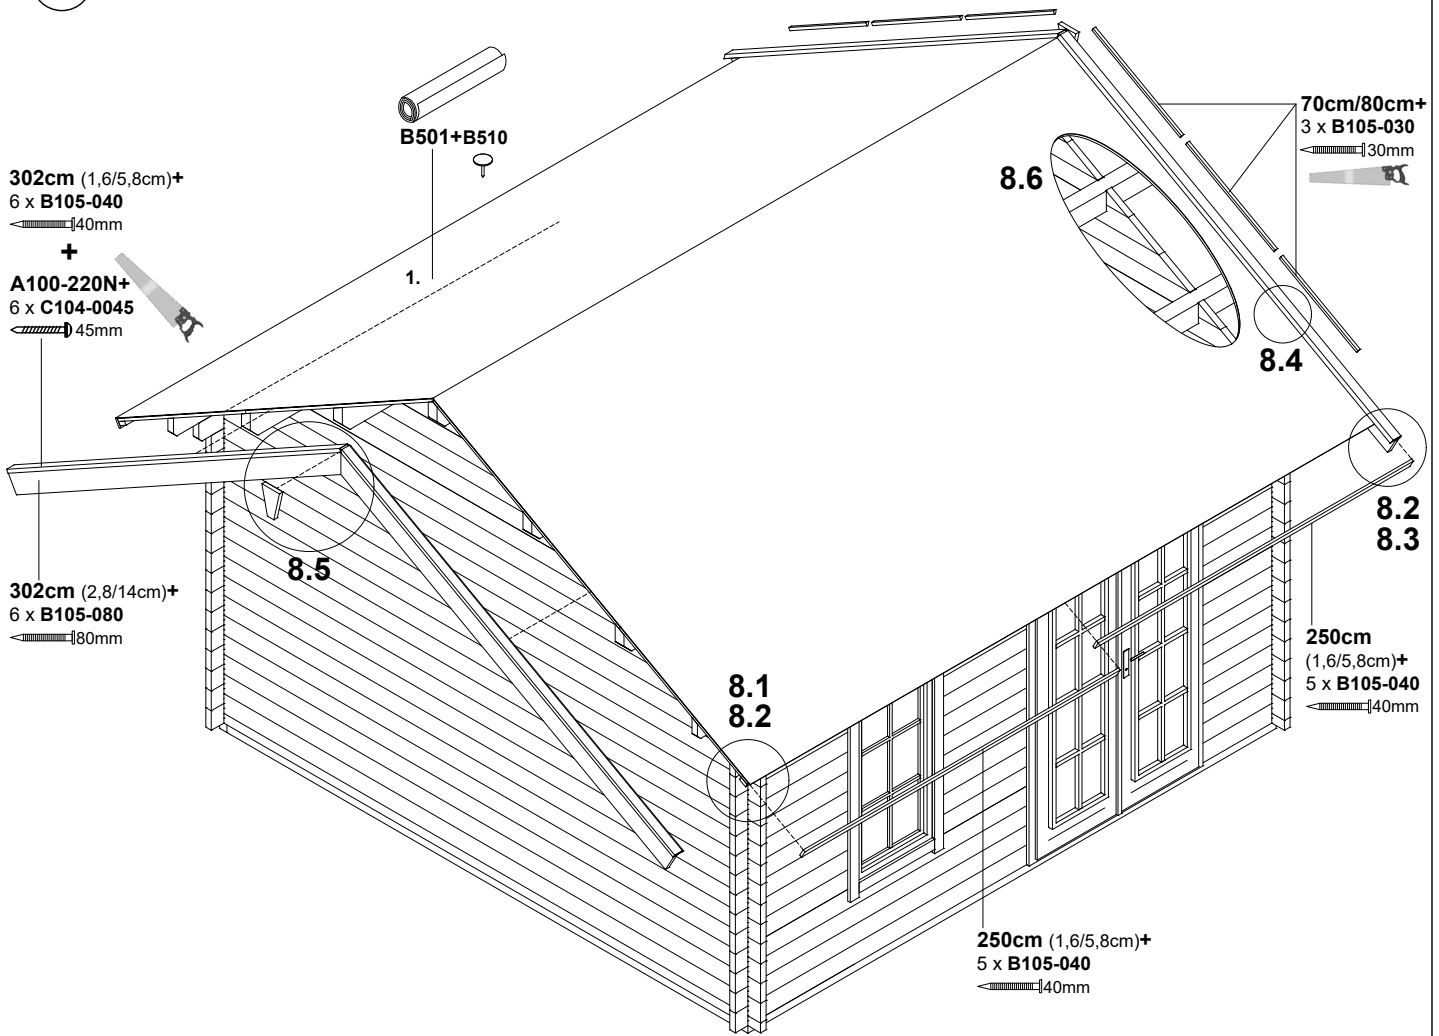 B501+B510
70cm/80cm+
3 x B105-030
30mm
302cm (1,6/5,8cm)+
6 x B105-040
40mm
+
A100-220N+
6 x C104-0045
45mm
1.
8.6
8.4
8.2
8.3
8.5
302cm (2,8/14cm)+
6 x B105-080
80mm
250cm
(1,6/5,8cm)+
5 x B105-040
40mm
8.1
8.2
250cm (1,6/5,8cm)+
5 x B105-040
40mm